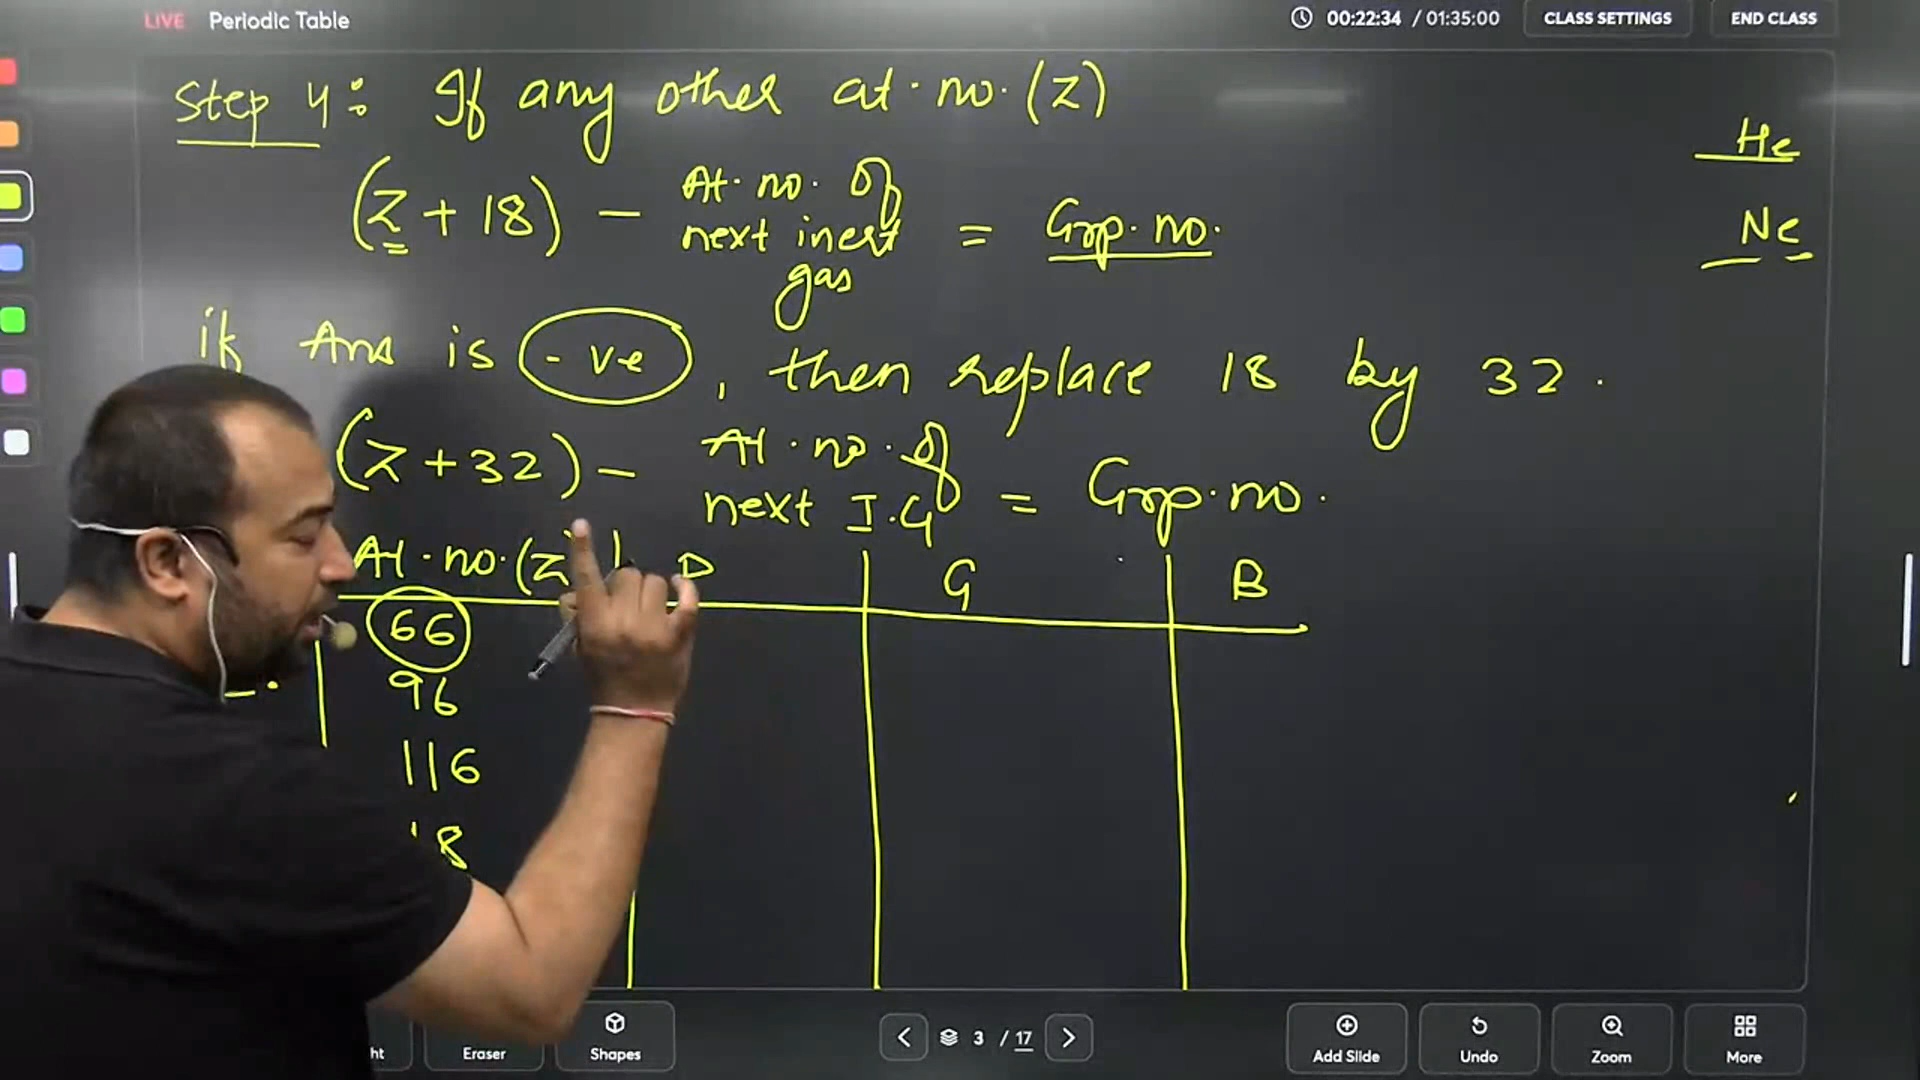 LIVE Periodic Table
00:22:34 / 01:35:00
CLASS SETTINGS
END CLASS
Step 4: If any other at. no. (Z)
(Z + 18) - At. no. of next inert gas = Grp. no.
He
Ne
if Ans is -ve, then replace 18 by 32.
(Z + 32) - At. no. of next I.G = Grp. no.
At. no. (Z) P G B
66
96
116
8
Eraser
Shapes
3 / 17
Add Slide
Undo
Zoom
More